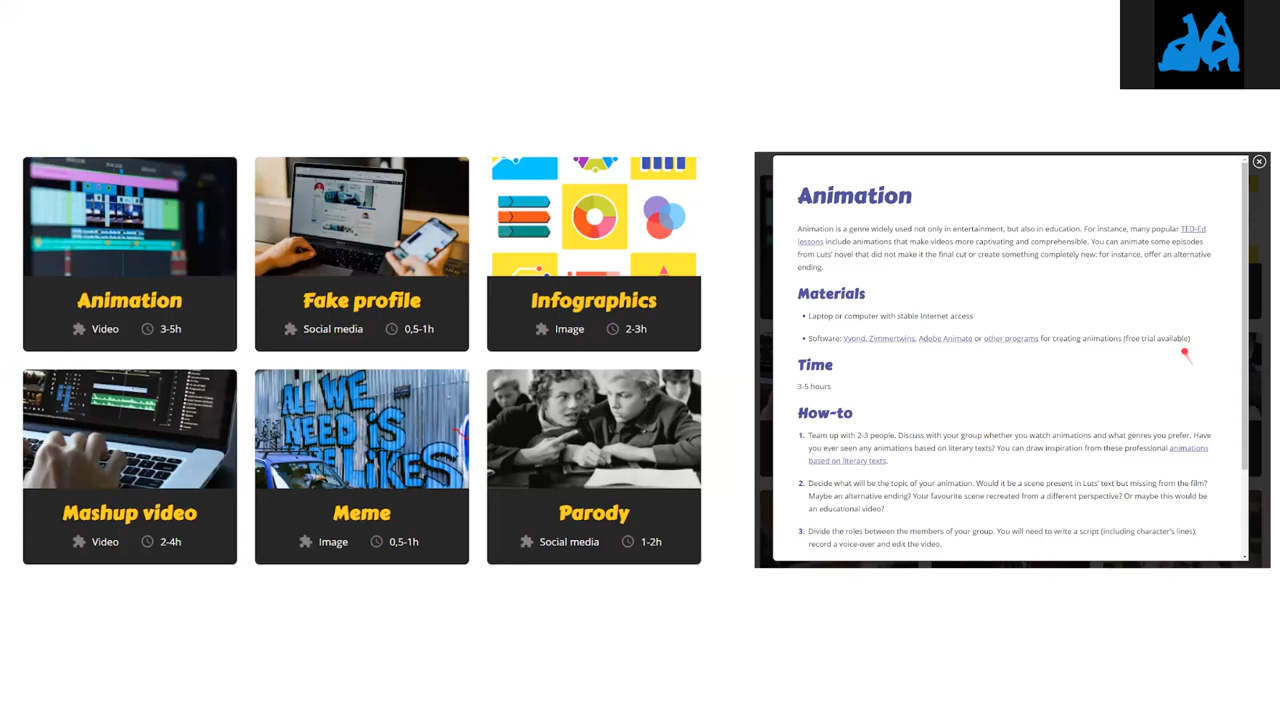 Animation
Video 3-5h
Fake profile
Social media 0,5-1h
Infographics
Image 2-3h
ALL WE
NEED iS
LiKES
Mashup video
Video 2-4h
Meme
Image 0,5-1h
Parody
Social media 1-2h
Animation
Animation is a genre widely used not only in entertainment, but also in education. For instance, many popular TED-Ed
lessons include animations that make videos more captivating and comprehensible. You can animate some episodes
from Luts' novel that did not make it the final cut or create something completely new: for instance, offer an alternative
ending.
Materials
• Laptop or computer with stable Internet access
• Software: Vyond, Zimmertwins, Adobe Animate or other programs for creating animations (free trial available)
Time
3-5 hours
How-to
1. Team up with 2-3 people. Discuss with your group whether you watch animations and what genres you prefer. Have
you ever seen any animations based on literary texts? You can draw inspiration from these professional animations
based on literary texts.
2. Decide what will be the topic of your animation. Would it be a scene present in Luts' text but missing from the film?
Maybe an alternative ending? Your favourite scene recreated from a different perspective? Or maybe this would be
an educational video?
3. Divide the roles between the members of your group. You will need to write a script (including character's lines),
record a voice-over and edit the video.